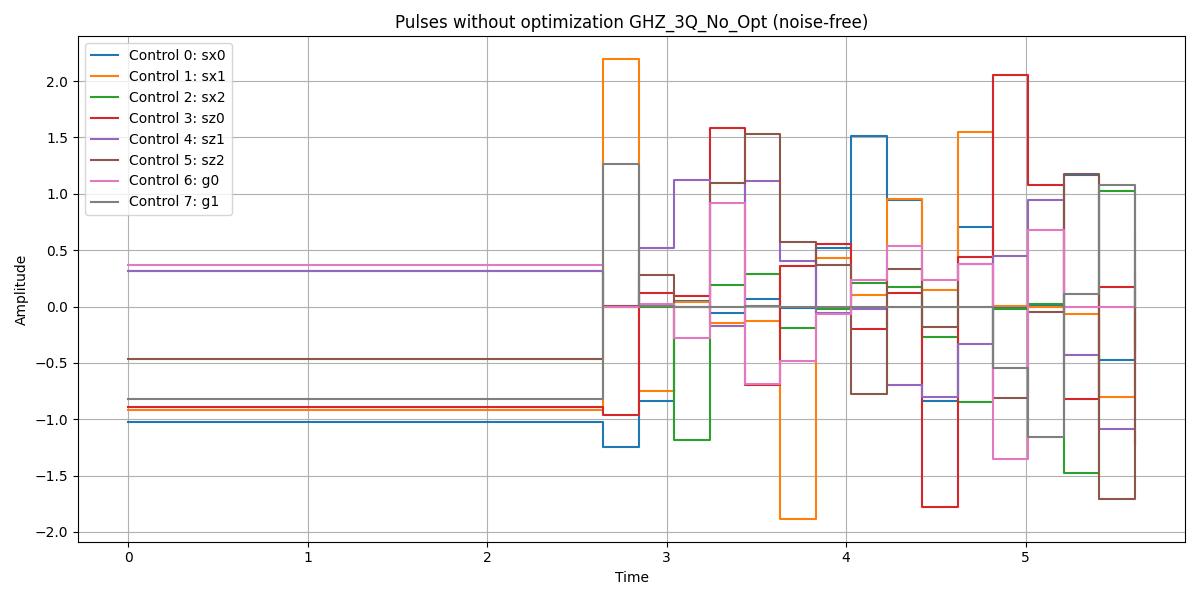 Pulses without optimization GHZ_3Q_No_Opt (noise-free)
Control 0: sx0
Control 1: sx1
Control 2: sx2
Control 3: sz0
Control 4: sz1
Control 5: sz2
Control 6: g0
Control 7: g1
Amplitude
2.0
1.5
1.0
0.5
0.0
−0.5
−1.0
−1.5
−2.0
0 1 2 3 4 5
Time